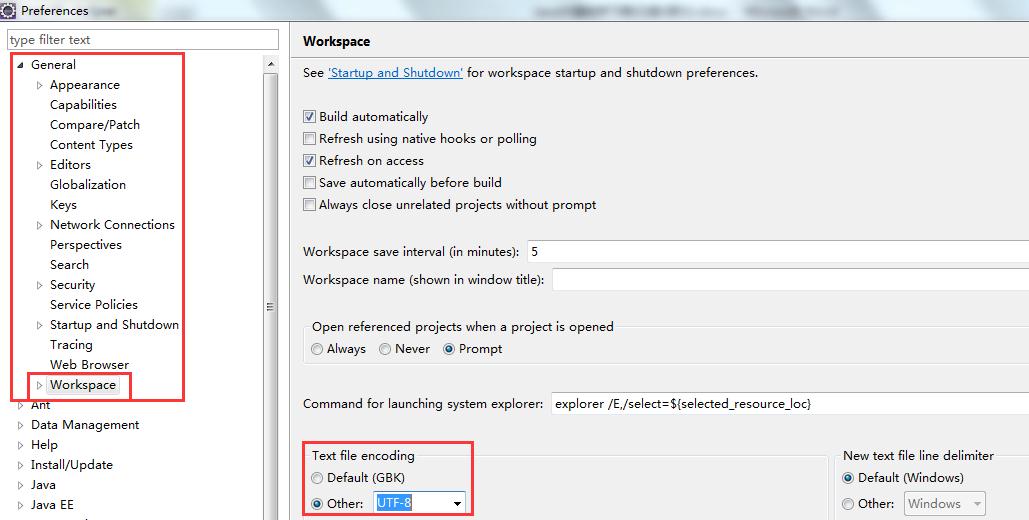 Preferences
type filter text
General
Appearance
Capabilities
Compare/Patch
Content Types
Editors
Globalization
Keys
Network Connections
Perspectives
Search
Security
Service Policies
Startup and Shutdown
Tracing
Web Browser
Workspace
Ant
Data Management
Help
Install/Update
Java
Java EE
Workspace
See 'Startup and Shutdown' for workspace startup and shutdown preferences.
Build automatically
Refresh using native hooks or polling
Refresh on access
Save automatically before build
Always close unrelated projects without prompt
Workspace save interval (in minutes): 5
Workspace name (shown in window title):
Open referenced projects when a project is opened
Always Never Prompt
Command for launching system explorer: explorer /E,/select=${selected_resource_loc}
Text file encoding
Default (GBK)
Other: UTF-8
New text file line delimiter
Default (Windows)
Other: Windows